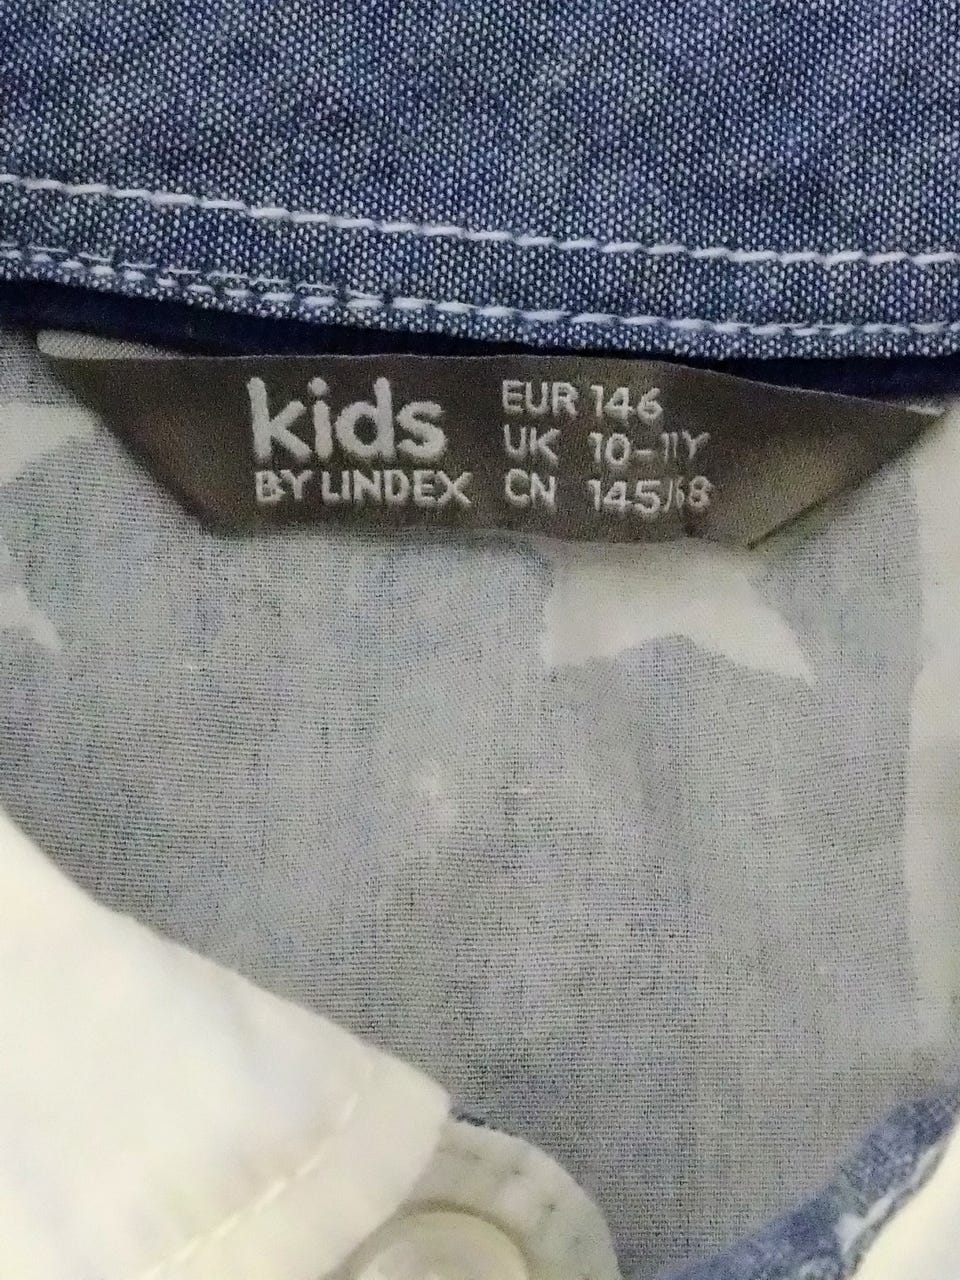 kids
BY LINDEX
EUR 146
UK 10-11Y
CN 145/68